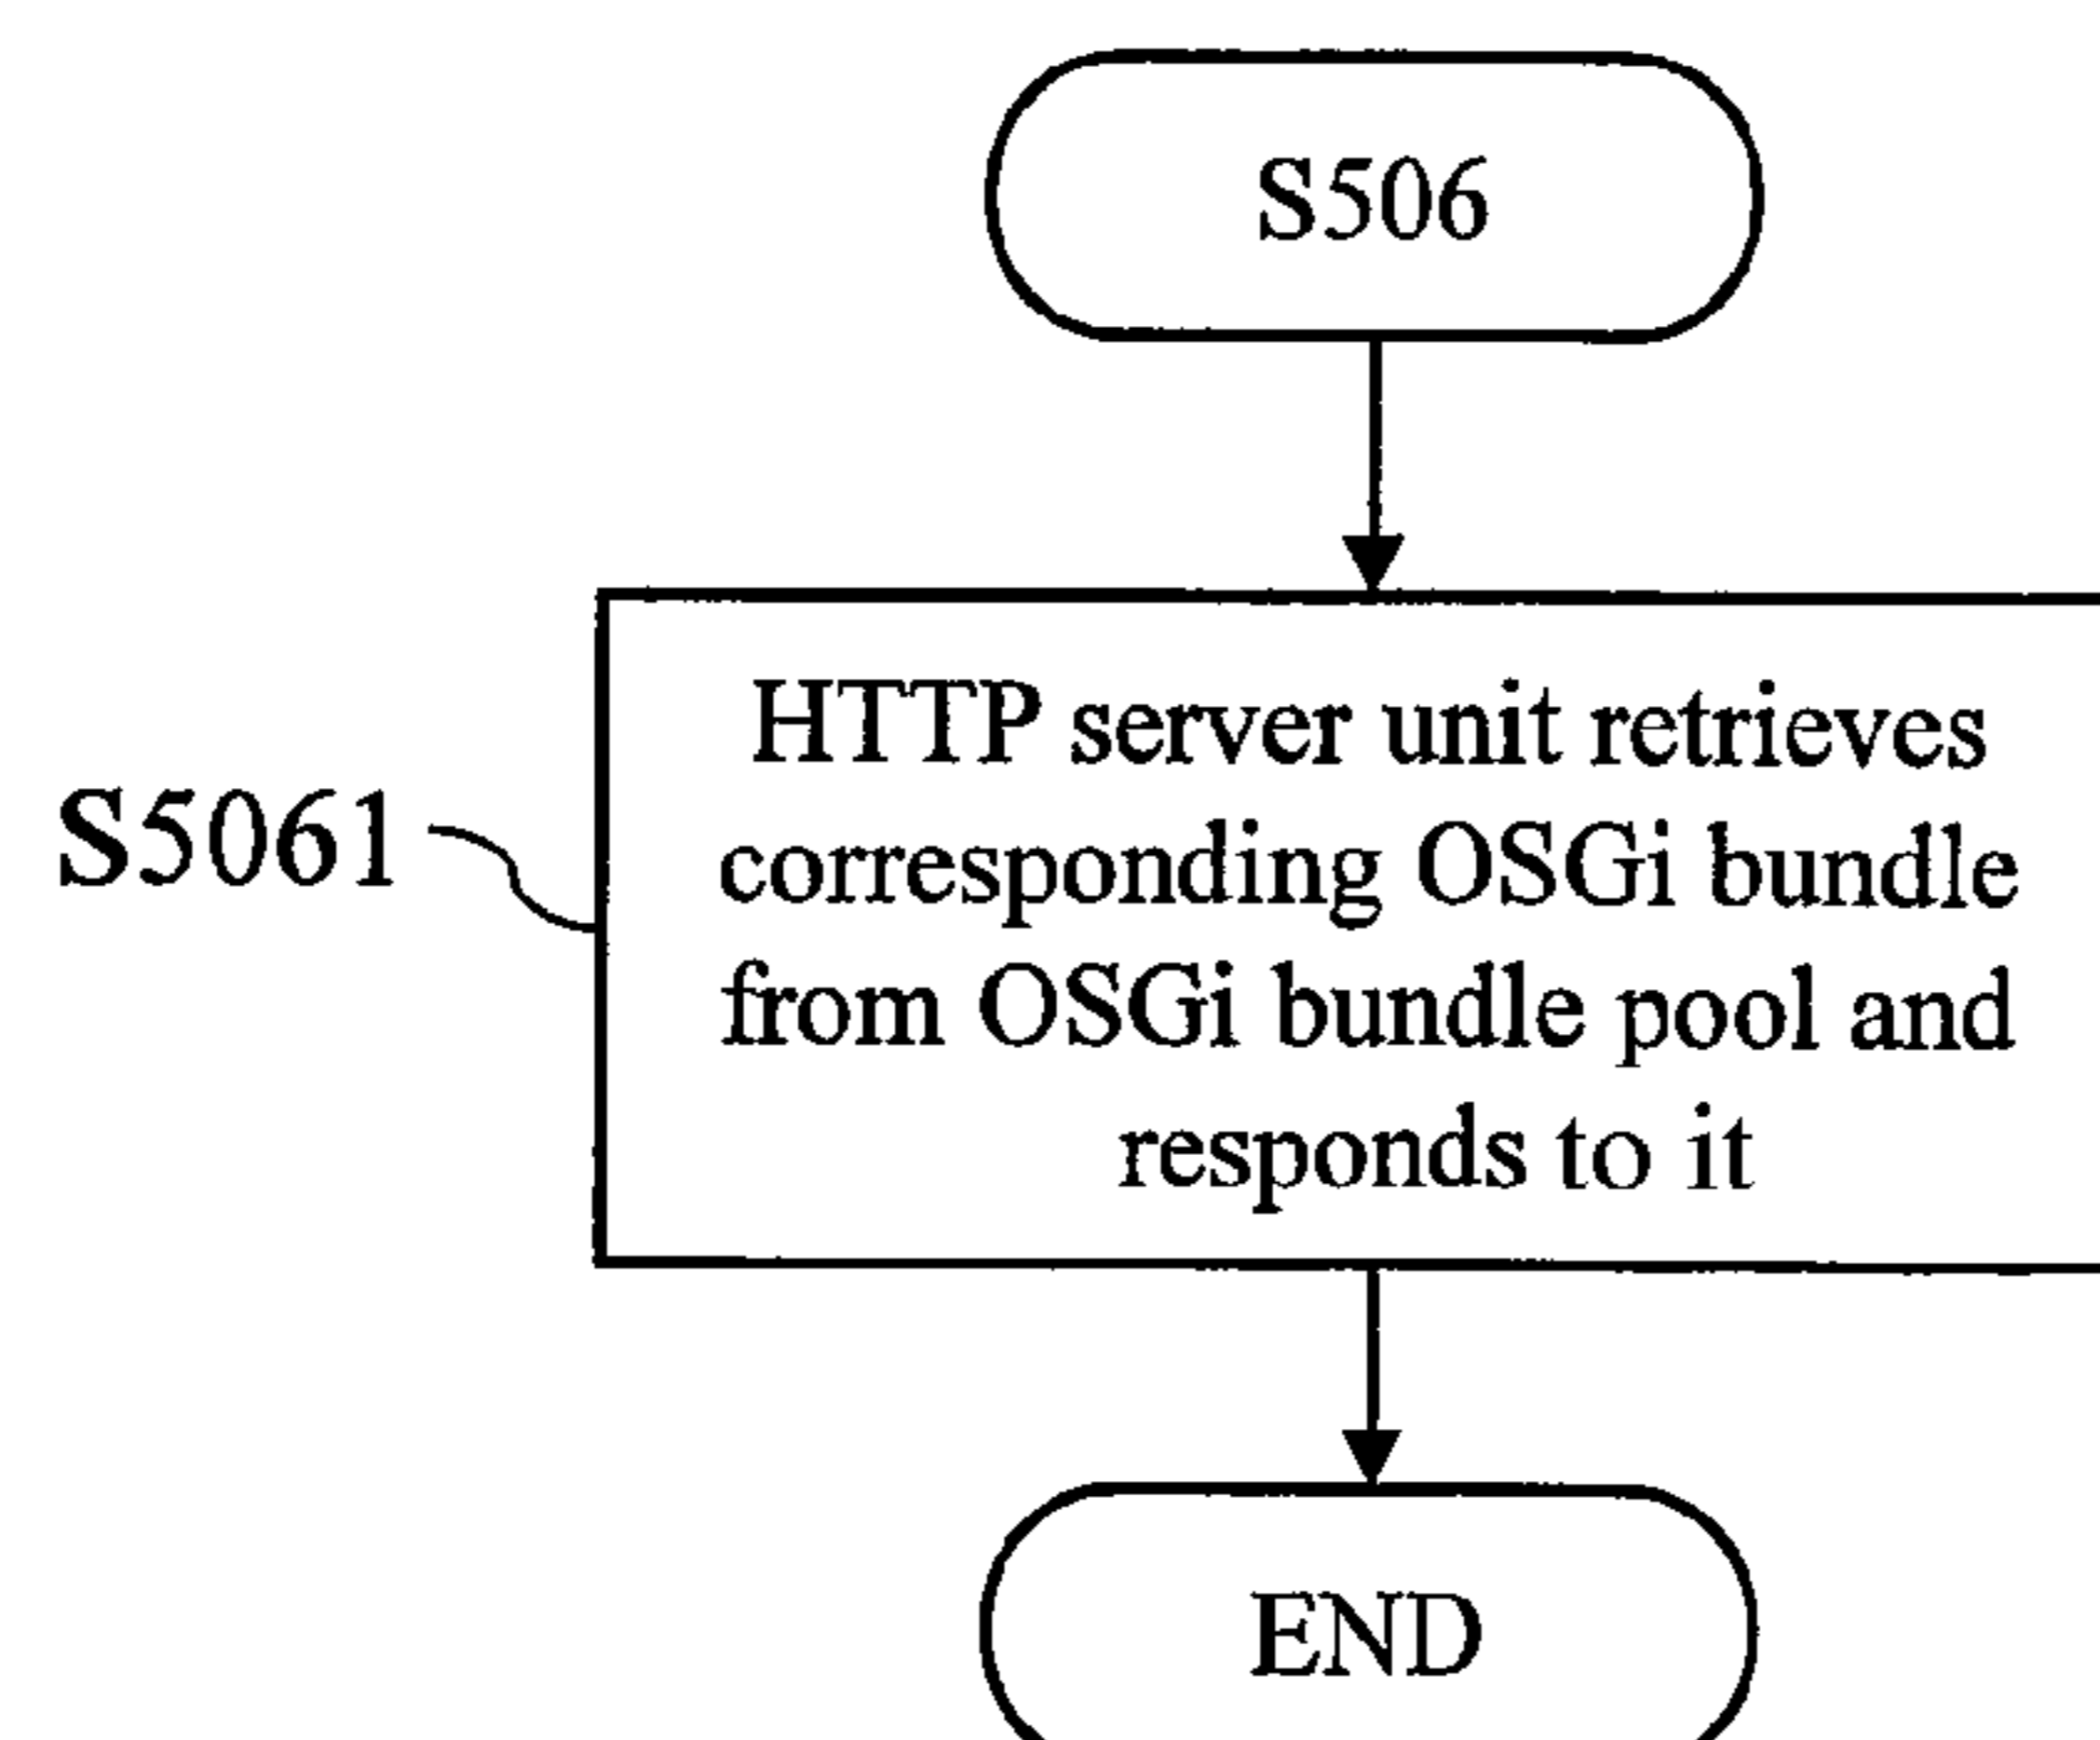 S506
HTTP server unit retrieves
S5061
corresponding OSGi bundle
from OSGi bundle pool and
responds to it
END